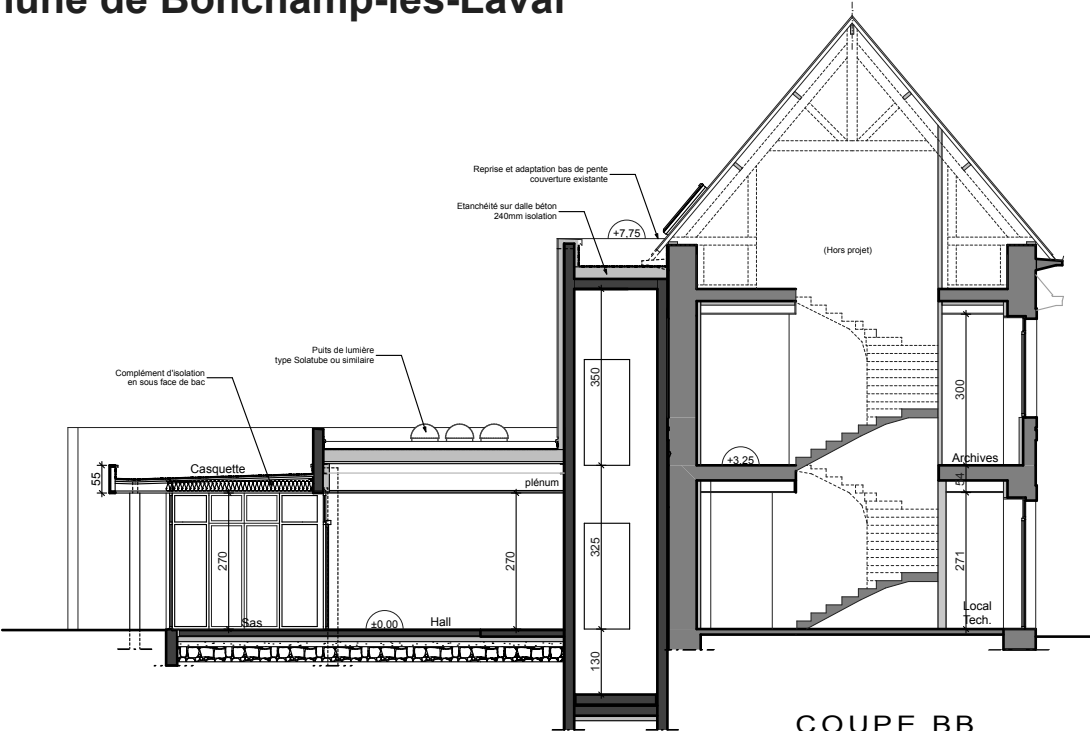 mune de Bonchamp-lès-Laval
Reprise et adaptation bas de pente
couverture existante
Etanchéité sur dalle béton
240mm isolation
+7,75
(Hors projet)
Puits de lumière
type Solatube ou similaire
Complément d'isolation
en sous face de bac
350
300
55
Casquette
plénum
+3,25
Archives
54
270
270
325
271
Sas
±0,00
Hall
Local
Tech.
130
COUPE BB